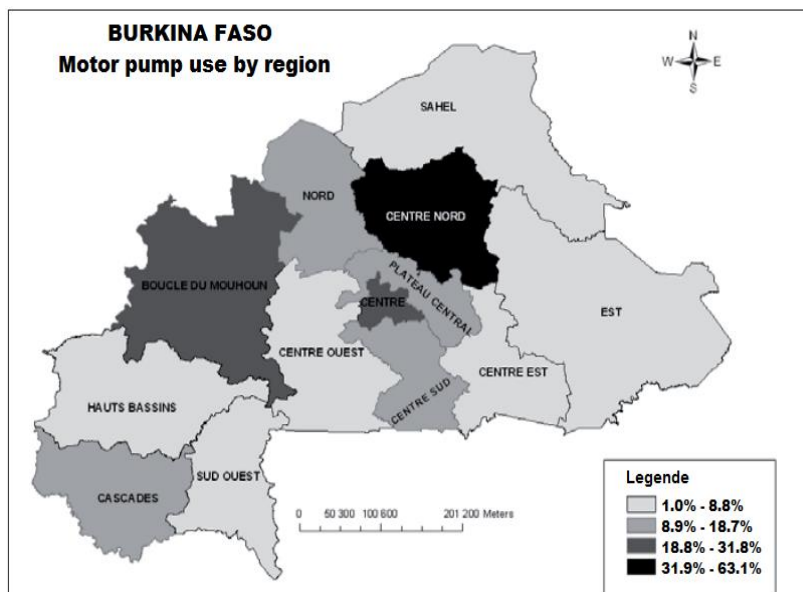 BURKINA FASO
Motor pump use by region
N
W E
S
SAHEL
NORD
CENTRE NORD
BOUCLE DU MOUHOUN
PLATEAU CENTRAL
CENTRE
EST
CENTRE OUEST
CENTRE EST
CENTRE SUD
HAUTS BASSINS
SUD OUEST
CASCADES
0 50 300 100 600 201 200 Meters
Legende
1.0% - 8.8%
8.9% - 18.7%
18.8% - 31.8%
31.9% - 63.1%